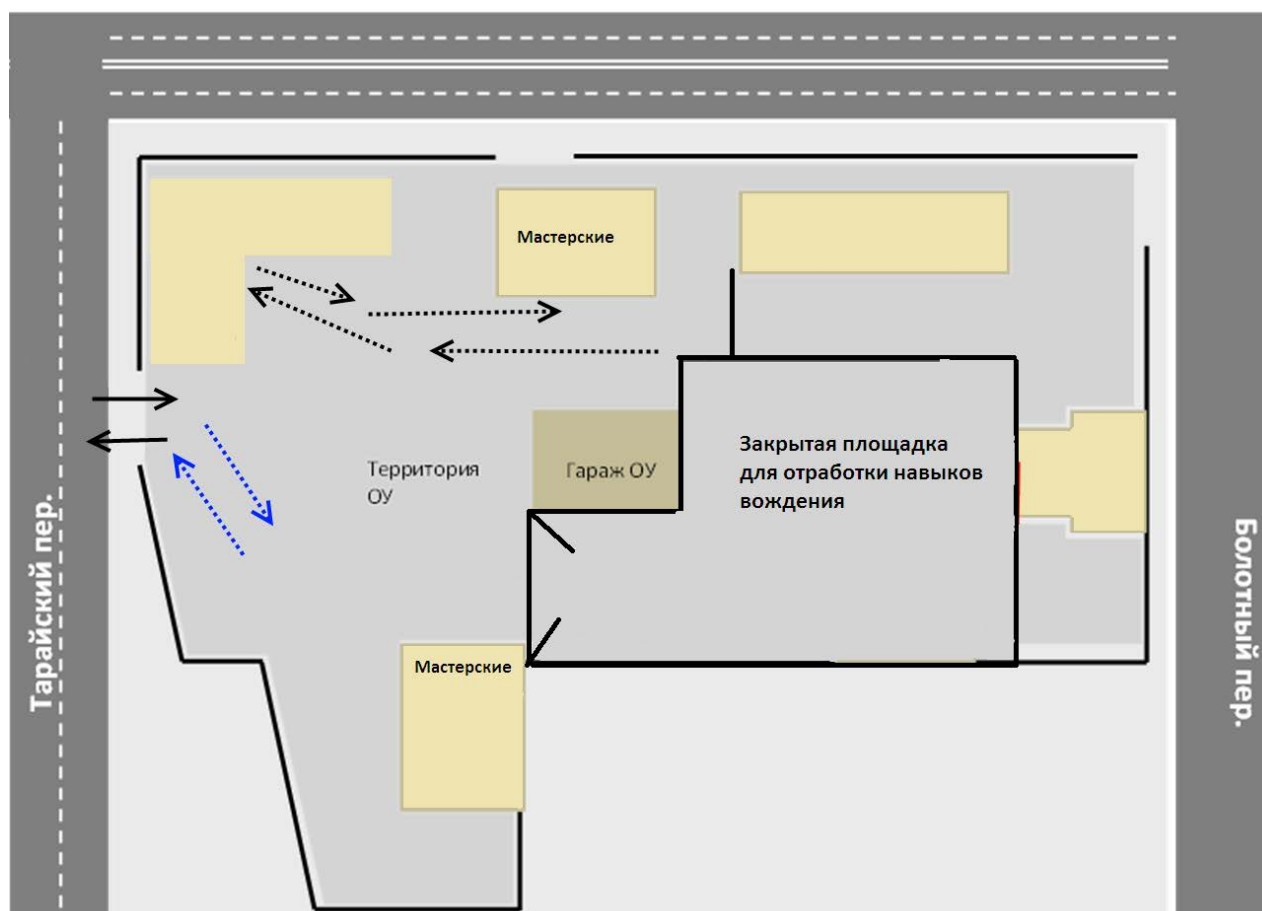 Мастерские
Закрытая площадка
для отработки навыков
вождения
Территория
ОУ
Гараж ОУ
Тарайский пер.
Болотный пер.
Мастерские